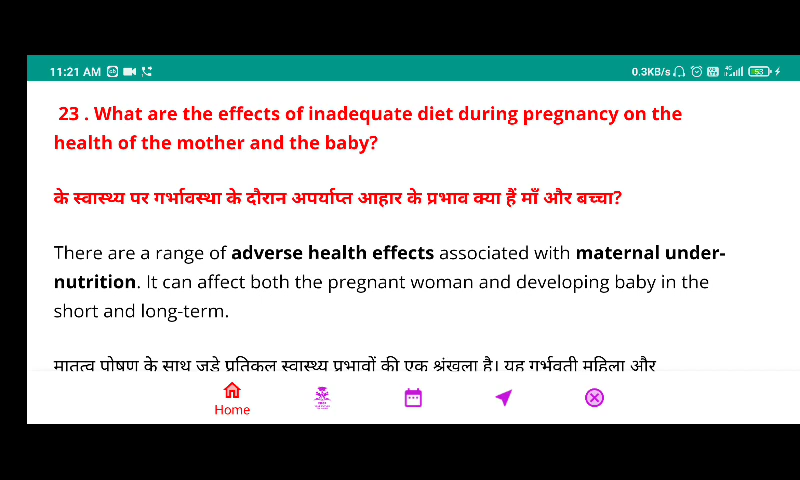 11:21 AM
0.3KB/s 4G 53
23 . What are the effects of inadequate diet during pregnancy on the
health of the mother and the baby?
के स्वास्थ्य पर गर्भावस्था के दौरान अपर्याप्त आहार के प्रभाव क्या हैं माँ और बच्चा?
There are a range of adverse health effects associated with maternal under-
nutrition. It can affect both the pregnant woman and developing baby in the
short and long-term.
मातृत्व पोषण के साथ जुड़े प्रतिकूल स्वास्थ्य प्रभावों की एक श्रृंखला है। यह गर्भवती महिला और
Home